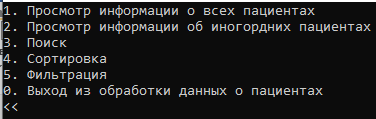 1. Просмотр информации о всех пациентах
2. Просмотр информации об иногородних пациентах
3. Поиск
4. Сортировка
5. Фильтрация
0. Выход из обработки данных о пациентах
<<